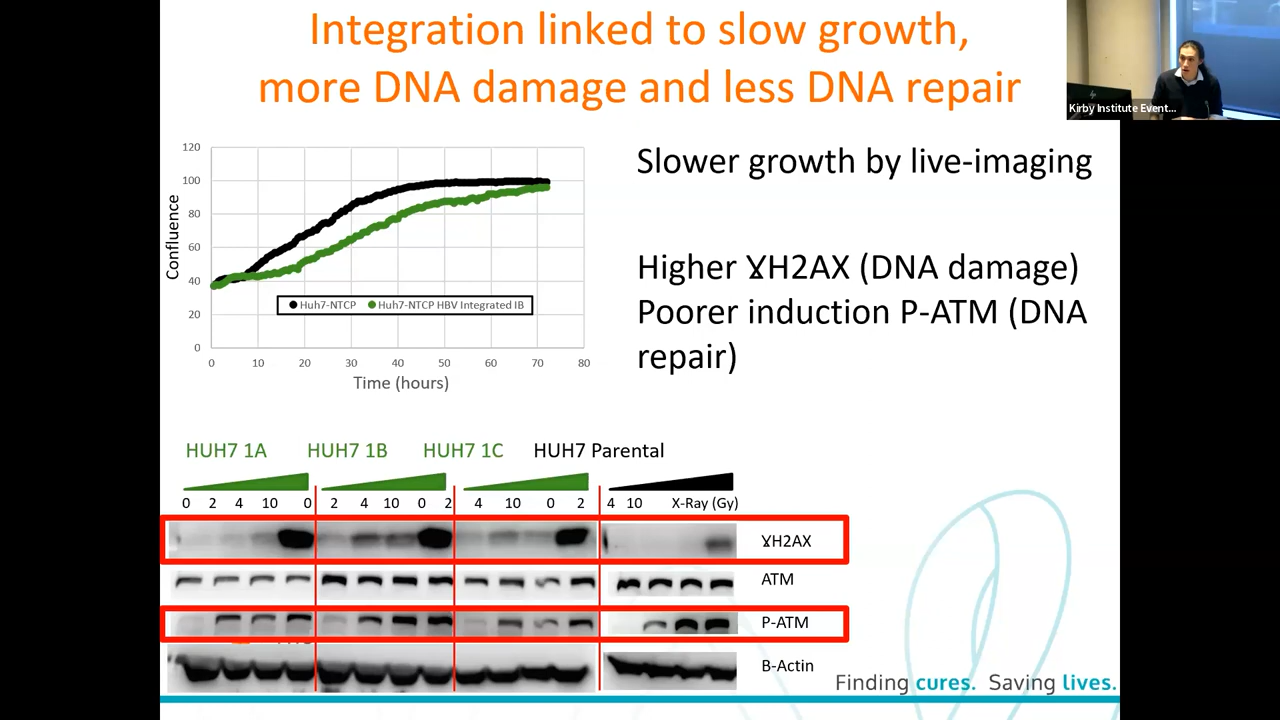 Integration linked to slow growth,
more DNA damage and less DNA repair
Kirby Institute Event...
Slower growth by live-imaging
Higher ɣH2AX (DNA damage)
Poorer induction P-ATM (DNA
repair)
120
100
80
60
40
20
0
Confluence
Huh7-NTCP Huh7-NTCP HBV Integrated IB
0 10 20 30 40 50 60 70 80
Time (hours)
HUH7 1A HUH7 1B HUH7 1C HUH7 Parental
0 2 4 10 0 2 4 10 0 2 4 10 0 2 4 10 X-Ray (Gy)
ɣH2AX
ATM
P-ATM
B-Actin
Finding cures. Saving lives.